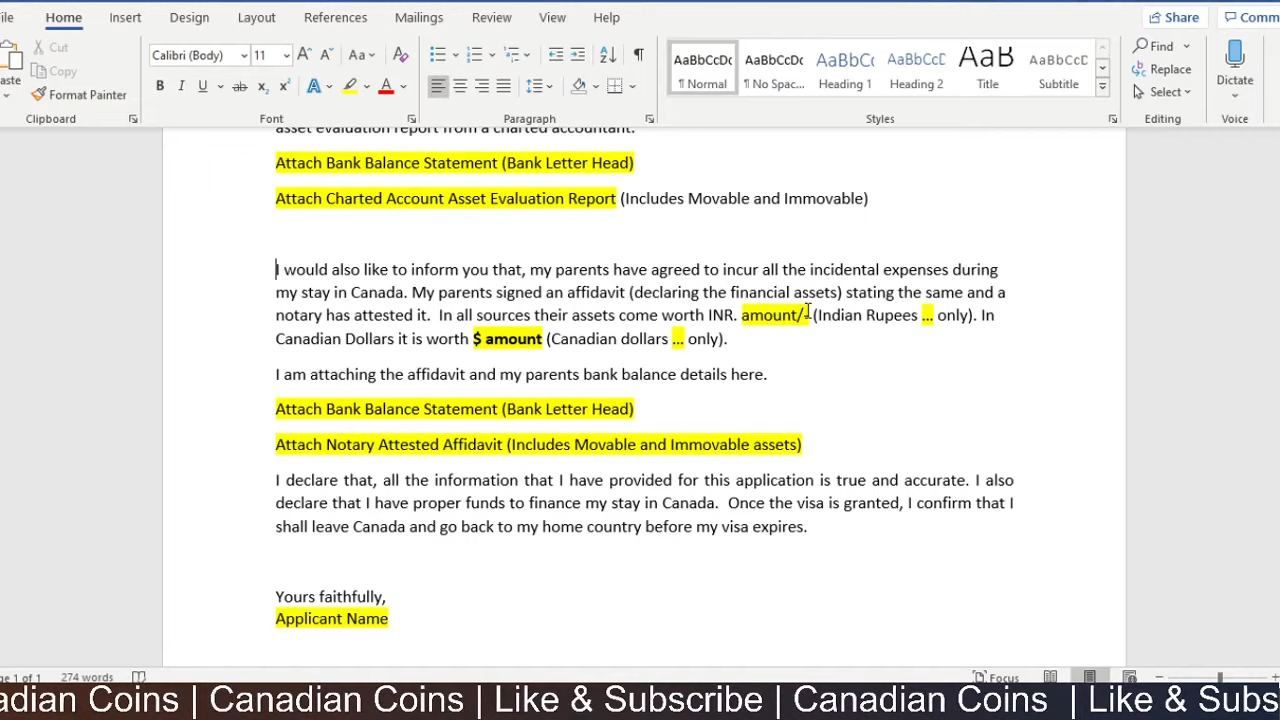 File Home Insert Design Layout References Mailings Review View Help Share Comm
Cut
Copy
Paste
Format Painter
Calibri (Body) 11
AaBbCcDc AaBbCcDc AaBbCc AaBbCcD AaB AaBbCcD
¶ Normal ¶ No Spac... Heading 1 Heading 2 Title Subtitle
Find
Replace
Select
Dictate
Clipboard Font Paragraph Styles Editing Voice
asset evaluation report from a charted accountant.
Attach Bank Balance Statement (Bank Letter Head)
Attach Charted Account Asset Evaluation Report (Includes Movable and Immovable)
I would also like to inform you that, my parents have agreed to incur all the incidental expenses during
my stay in Canada. My parents signed an affidavit (declaring the financial assets) stating the same and a
notary has attested it. In all sources their assets come worth INR. amount/- (Indian Rupees ... only). In
Canadian Dollars it is worth $ amount (Canadian dollars ... only).
I am attaching the affidavit and my parents bank balance details here.
Attach Bank Balance Statement (Bank Letter Head)
Attach Notary Attested Affidavit (Includes Movable and Immovable assets)
I declare that, all the information that I have provided for this application is true and accurate. I also
declare that I have proper funds to finance my stay in Canada. Once the visa is granted, I confirm that I
shall leave Canada and go back to my home country before my visa expires.
Yours faithfully,
Applicant Name
age 1 of 1 274 words Focus
adian Coins | Canadian Coins | Like & Subscribe | Canadian Coins | Like & Subs